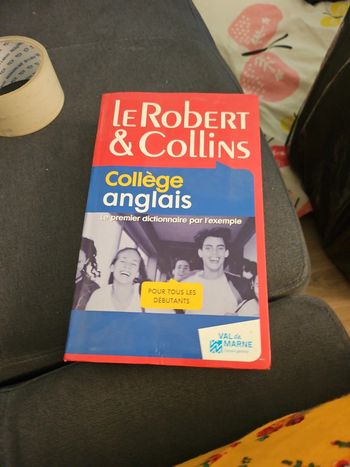 le Robert
& Collins
Collège
anglais
Le premier dictionnaire par l'exemple
POUR TOUS LES
DÉBUTANTS
VAL de
MARNE